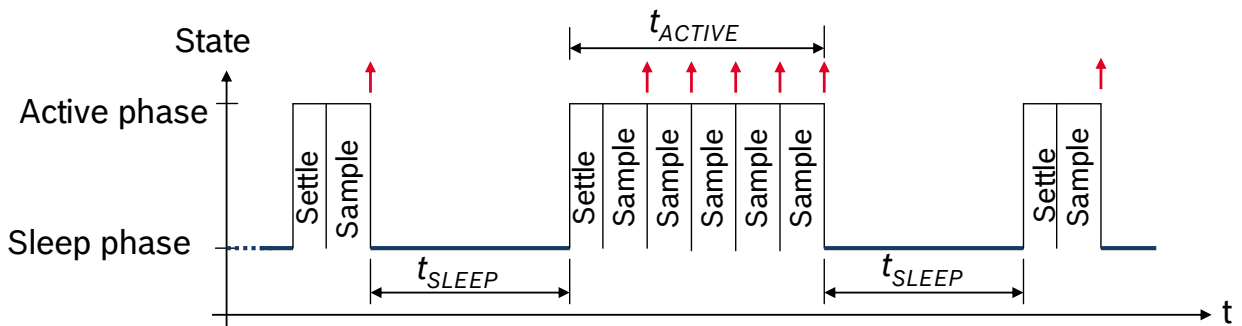 t_ACTIVE
State
Active phase
Settle
Sample
Settle
Sample
Sample
Sample
Sample
Sample
Settle
Sample
Sleep phase
t_SLEEP
t_SLEEP
t